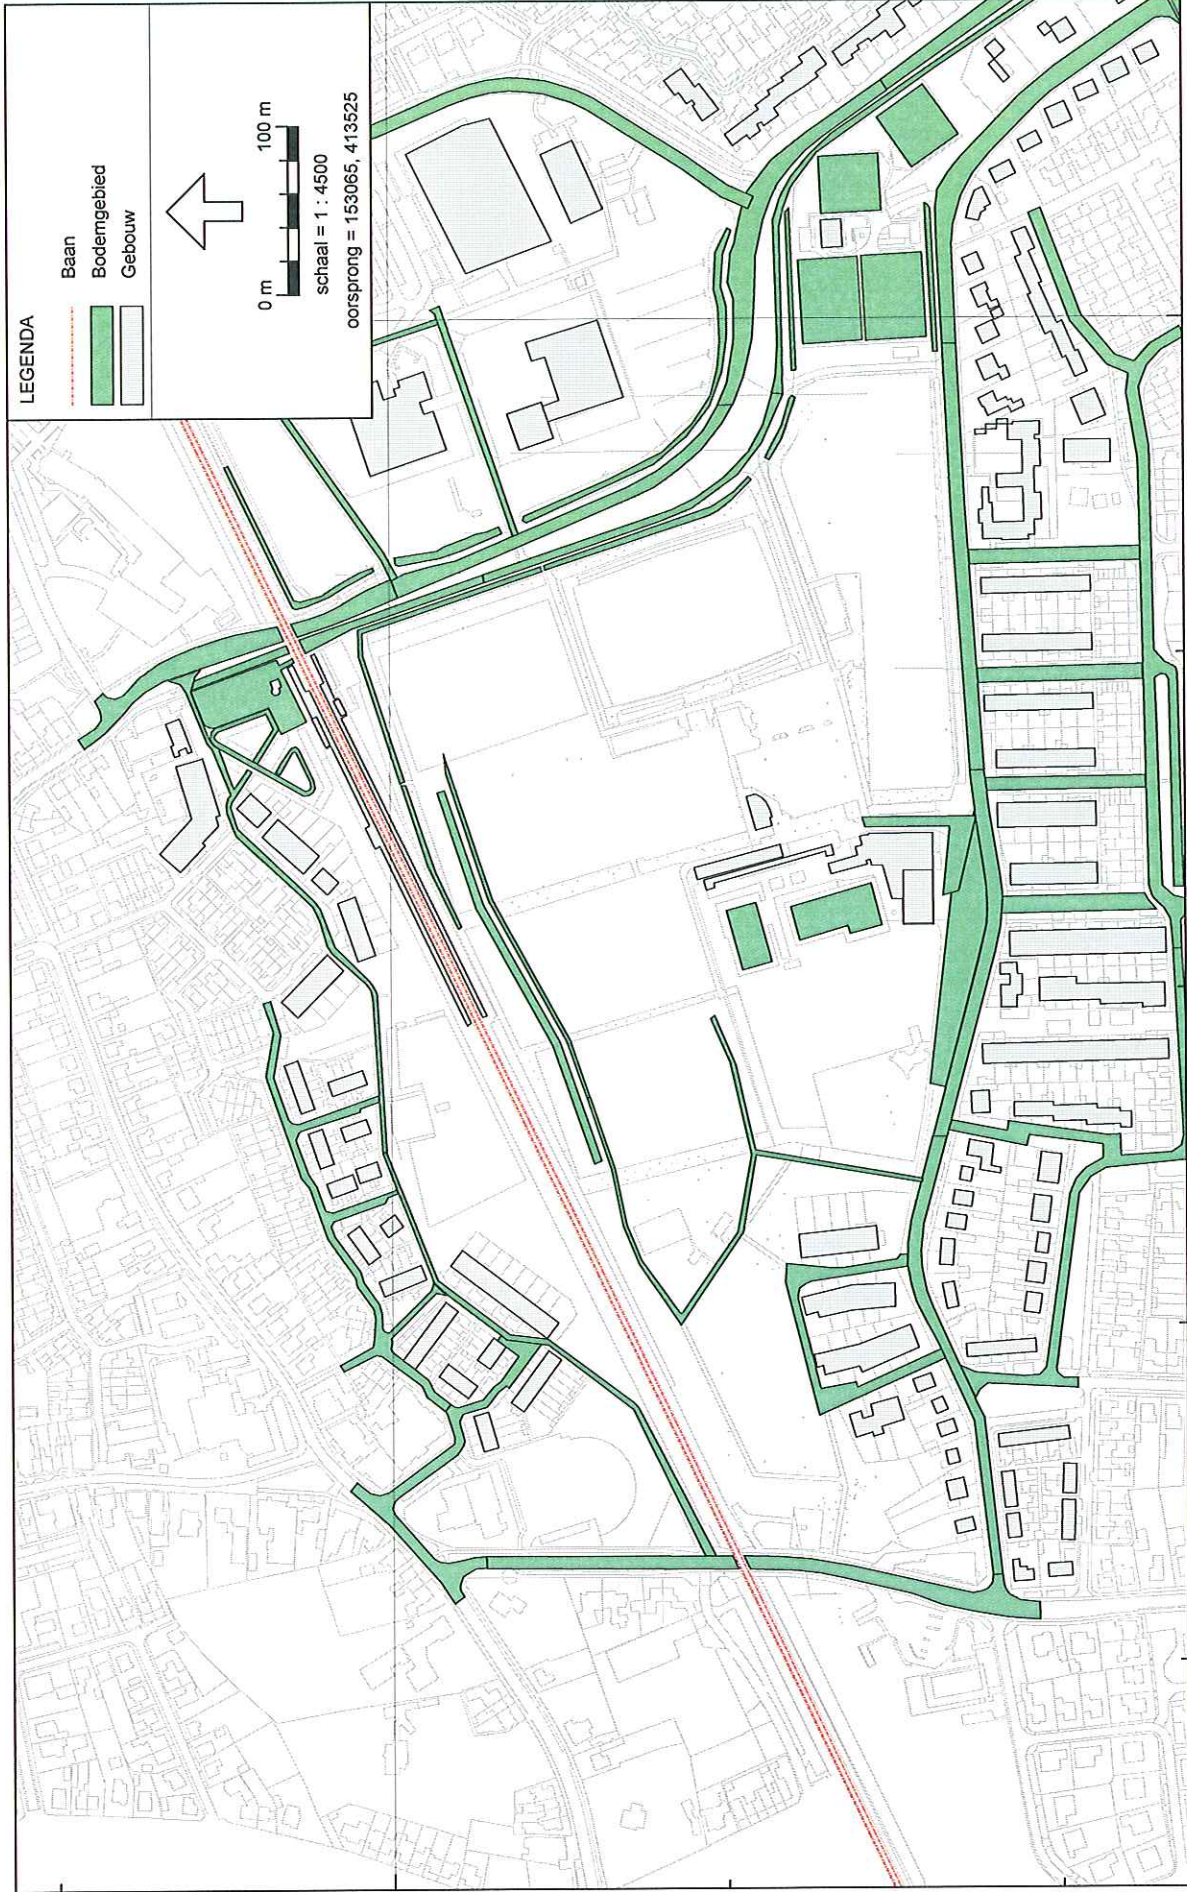 LEGENDA
Baan
Bodemgebied
Gebouw
0 m
100 m
schaal = 1 : 4500
oorsprong = 153065, 413525